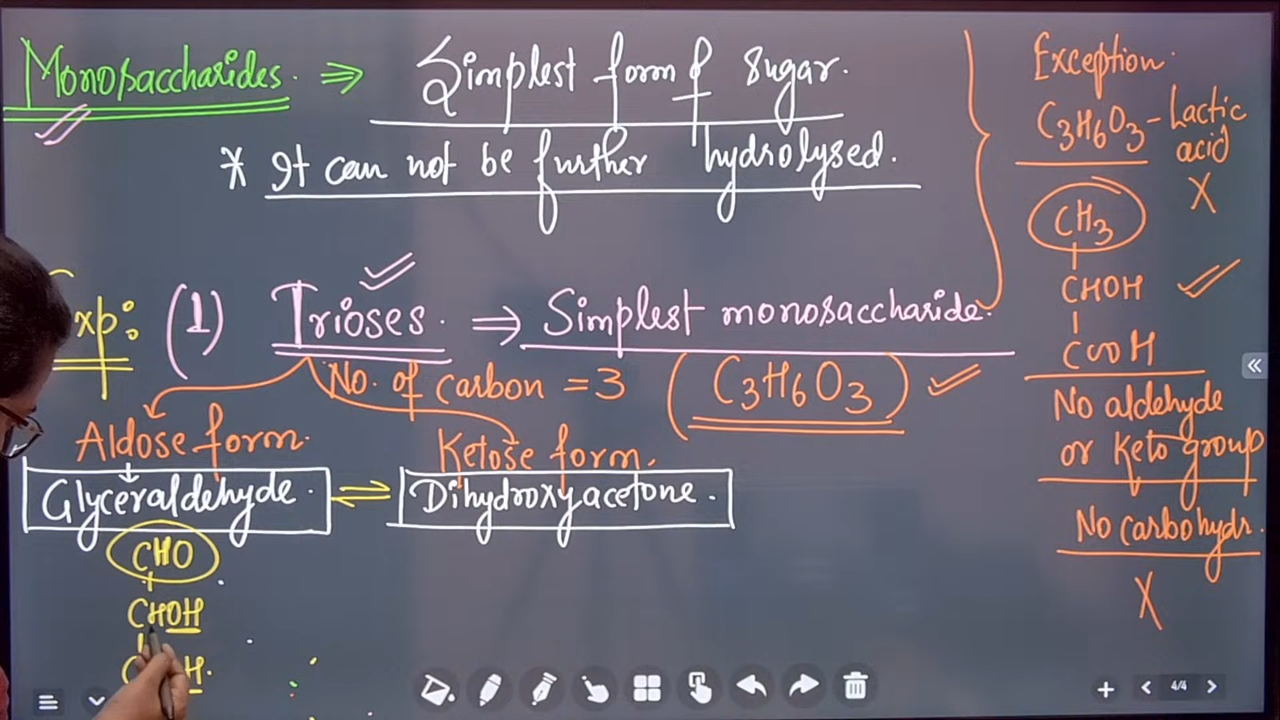 Monosaccharides. ⇒ Simplest form of sugar.
* It can not be further hydrolysed.
xp: (1) Trioses. ⇒ Simplest monosaccharide.
No. of carbon = 3 (C3H6O3)
Aldose form. Ketose form.
Glyceraldehyde. ⇌ Dihydroxyacetone.
CHO
CHOH
Exception.
C3H6O3 - Lactic
acid
X
CH3
CHOH
COOH
No aldehyde
or Keto group
No carbohydr.
X
4/4